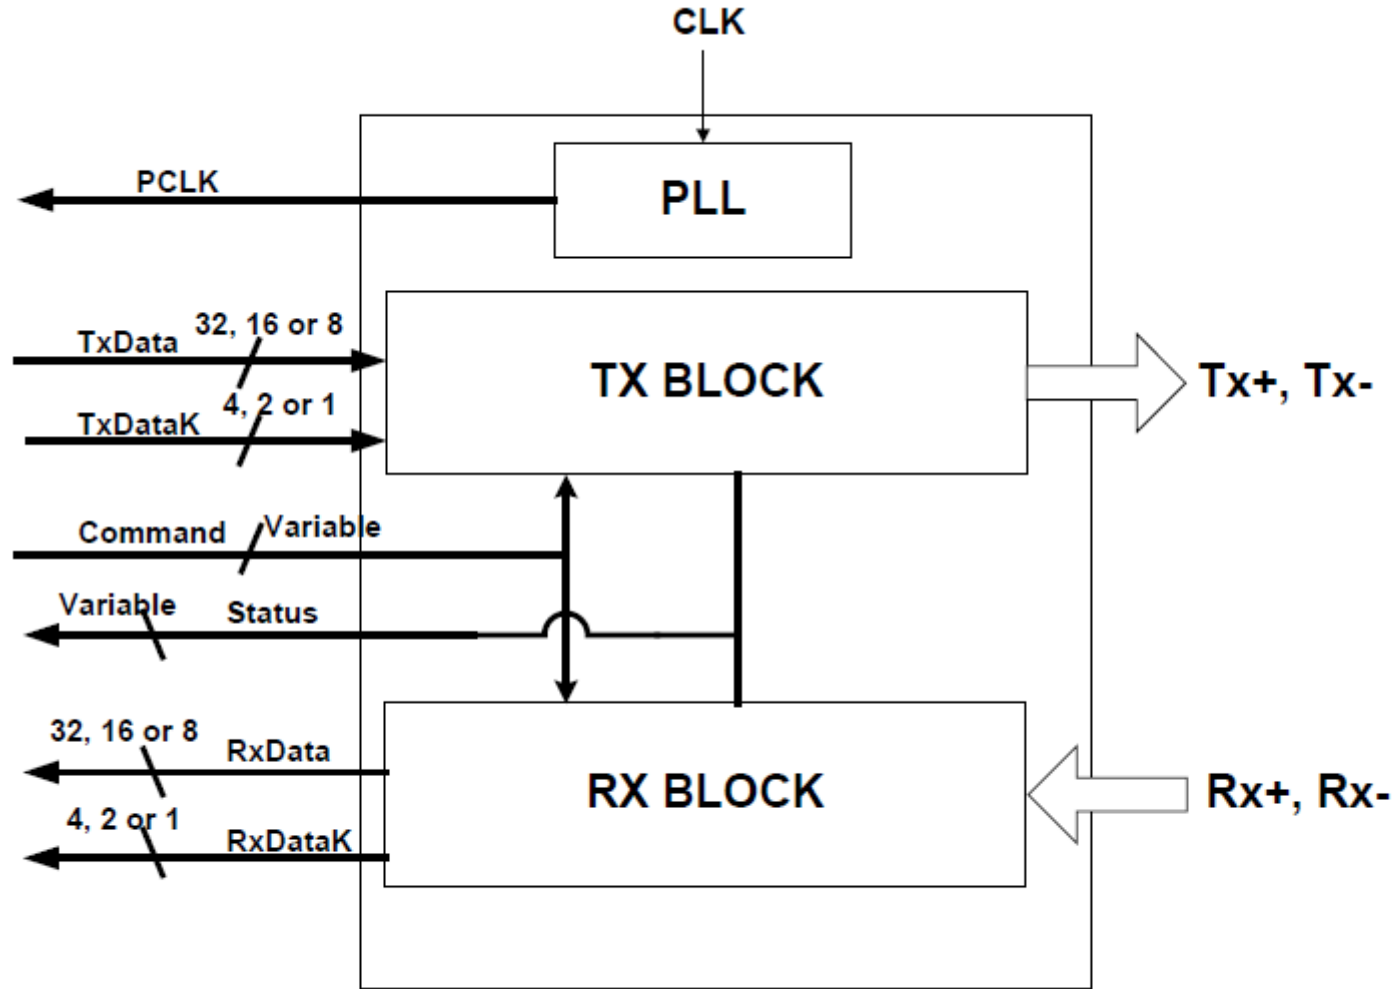 CLK
PCLK
PLL
32, 16 or 8
TxData
TX BLOCK
Tx+, Tx-
4, 2 or 1
TxDataK
Command
Variable
Variable
Status
32, 16 or 8
RxData
RX BLOCK
Rx+, Rx-
4, 2 or 1
RxDataK